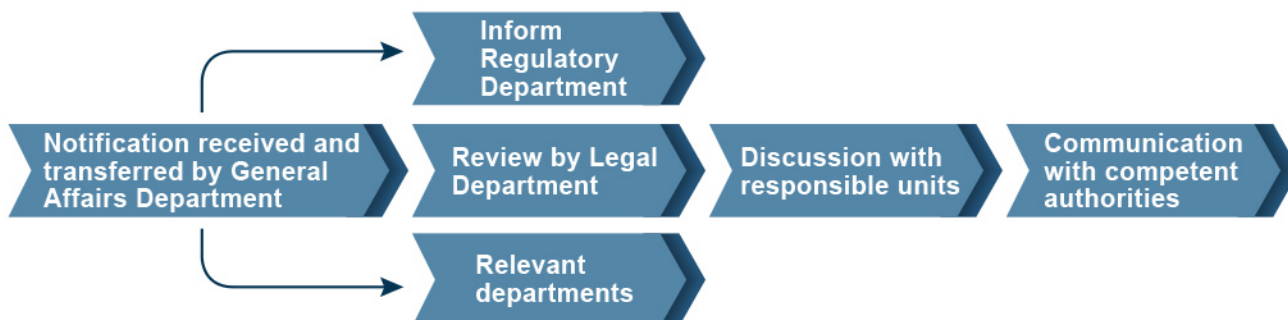 Inform
Regulatory
Department
Notification received and
transferred by General
Affairs Department
Review by Legal
Department
Discussion with
responsible units
Communication
with competent
authorities
Relevant
departments